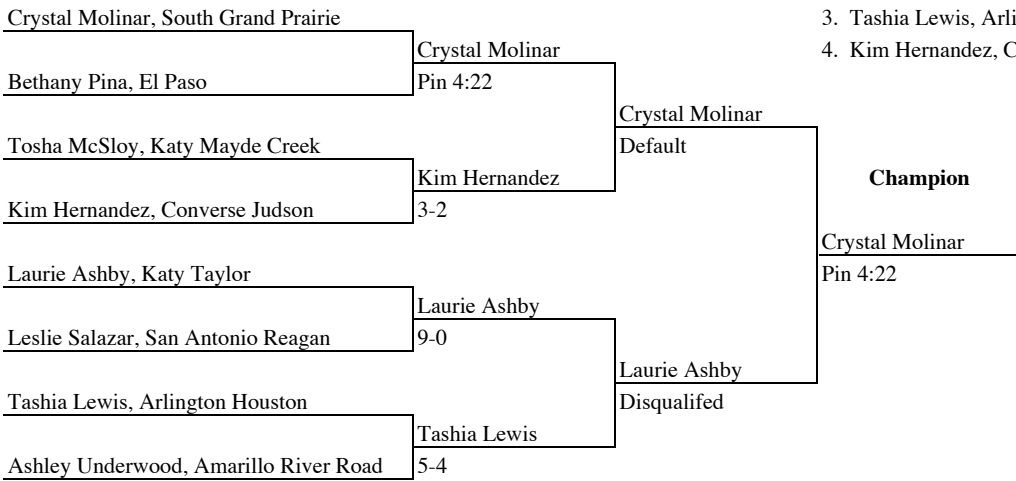 Crystal Molinar, South Grand Prairie
3. Tashia Lewis,
Crystal Molinar
4. Kim Hernandez,
Bethany Pina, El Paso
Pin 4:22
Crystal Molinar
Tosha McSloy, Katy Mayde Creek
Default
Kim Hernandez
Champion
Kim Hernandez, Converse Judson
3-2
Crystal Molinar
Laurie Ashby, Katy Taylor
Pin 4:22
Laurie Ashby
Leslie Salazar, San Antonio Reagan
9-0
Laurie Ashby
Tashia Lewis, Arlington Houston
Disqualifed
Tashia Lewis
Ashley Underwood, Amarillo River Road
5-4